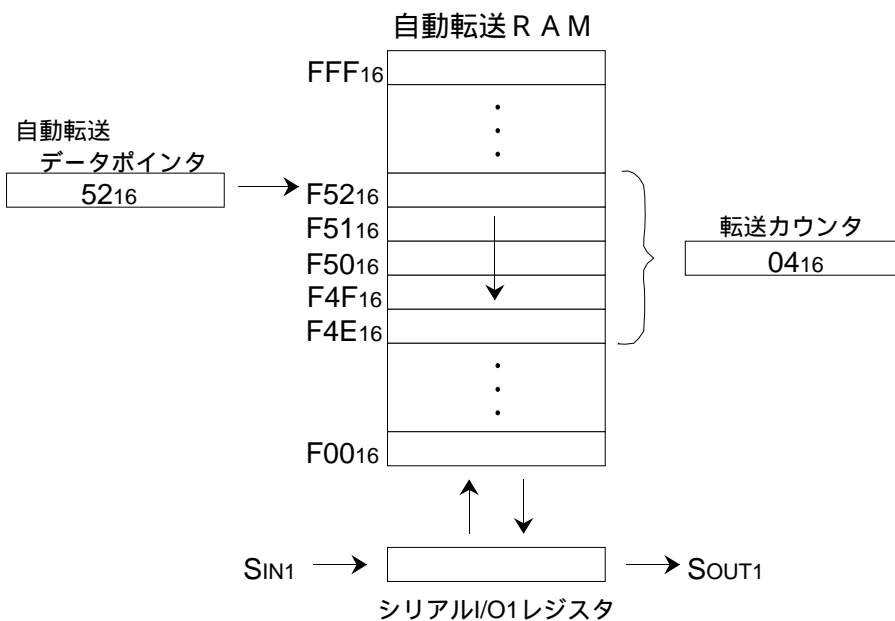 自動転送RAM
FFF16
自動転送
データポインタ
5216
F5216
F5116
F5016
F4F16
F4E16
転送カウンタ
0416
F0016
SIN1
SOUT1
シリアルI/O1レジスタ